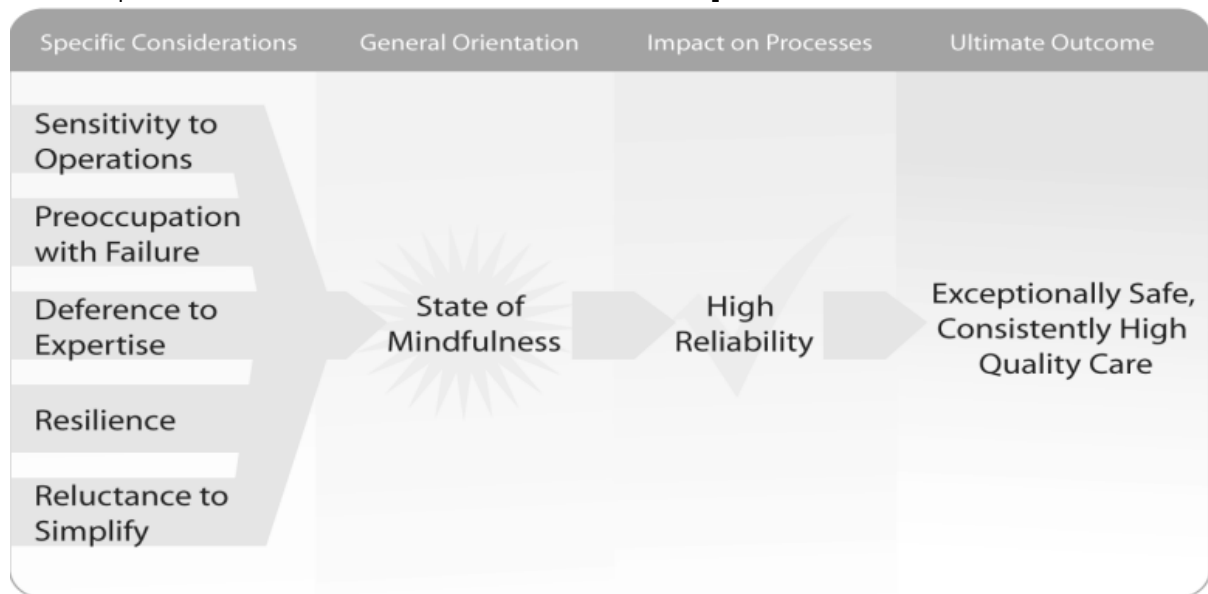 Specific Considerations
General Orientation
Impact on Processes
Ultimate Outcome
Sensitivity to
Operations
Preoccupation
with Failure
Deference to
Expertise
Resilience
Reluctance to
Simplify
State of
Mindfulness
High
Reliability
Exceptionally Safe,
Consistently High
Quality Care